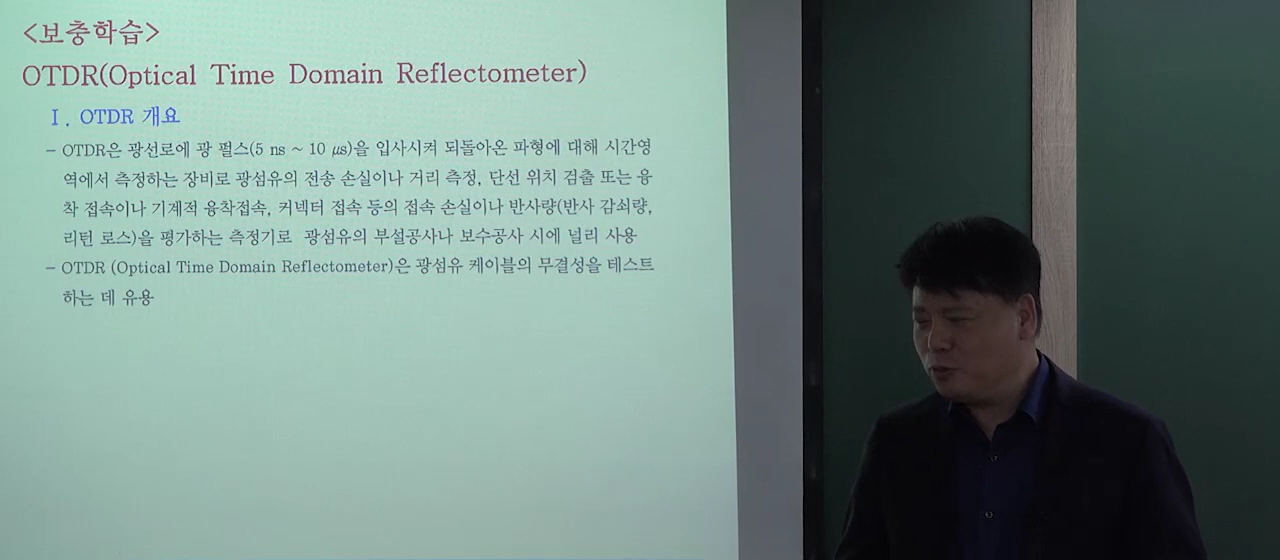 <보충학습>
OTDR(Optical Time Domain Reflectometer)
Ⅰ. OTDR 개요
– OTDR은 광선로에 광 펄스(5 ns ~ 10 ㎲)을 입사시켜 되돌아온 파형에 대해 시간영
역에서 측정하는 장비로 광섬유의 전송 손실이나 거리 측정, 단선 위치 검출 또는 융
착 접속이나 기계적 융착접속, 커넥터 접속 등의 접속 손실이나 반사량(반사 감쇠량,
리턴 로스)을 평가하는 측정기로 광섬유의 부설공사나 보수공사 시에 널리 사용
– OTDR (Optical Time Domain Reflectometer)은 광섬유 케이블의 무결성을 테스트
하는 데 유용